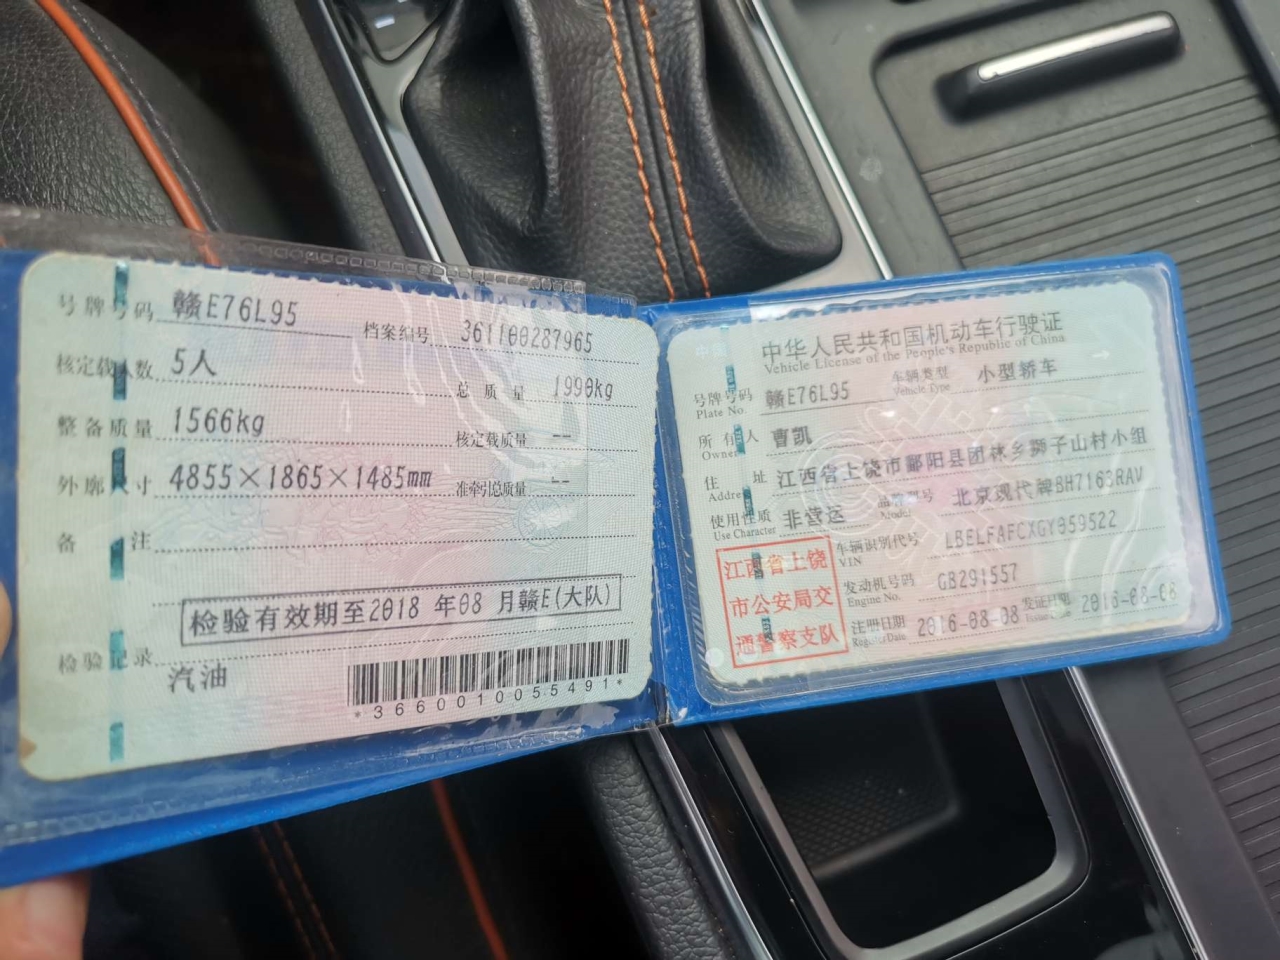 号牌号码 赣E76L95 档案编号 361100287965
核定载人数 5人 总质量 1990kg
整备质量 1566kg 核定载质量 --
外廓尺寸 4855×1865×1485mm 准牵引总质量 --
备注
检验有效期至2018年08月赣E(大队)
检验记录
汽油
*3660010055491*
中华人民共和国机动车行驶证
Vehicle License of the People's Republic of China
号牌号码 赣E76L95 车辆类型 小型轿车
Plate No. Vehicle Type
所有人 曹凯
Owner
住址 江西省上饶市鄱阳县团林乡狮子山村小组
Address
使用性质 非营运 品牌型号 北京现代牌BH7163RAV
Use Character Model
车辆识别代号 LBELFAFCXGY059522
VIN
发动机号码 GB291557
Engine No.
注册日期 2016-08-08 发证日期 2016-08-08
Register Date Issue Date
江西省上饶
市公安局交
通警察支队